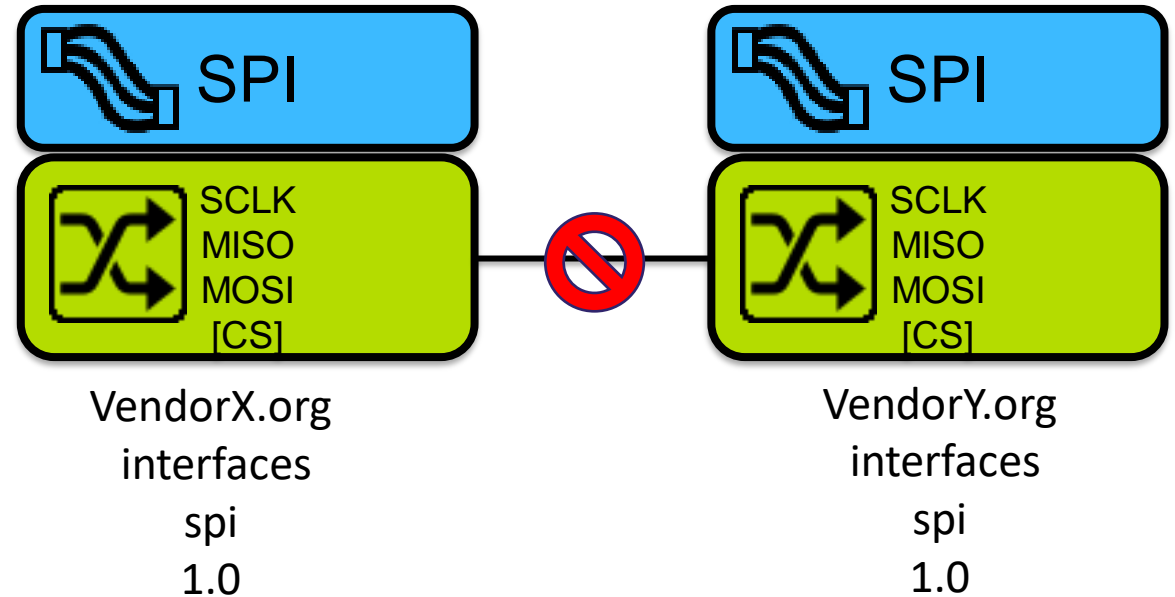 SPI
SCLK
MISO
MOSI
[CS]
VendorX.org
interfaces
spi
1.0
SPI
SCLK
MISO
MOSI
[CS]
VendorY.org
interfaces
spi
1.0